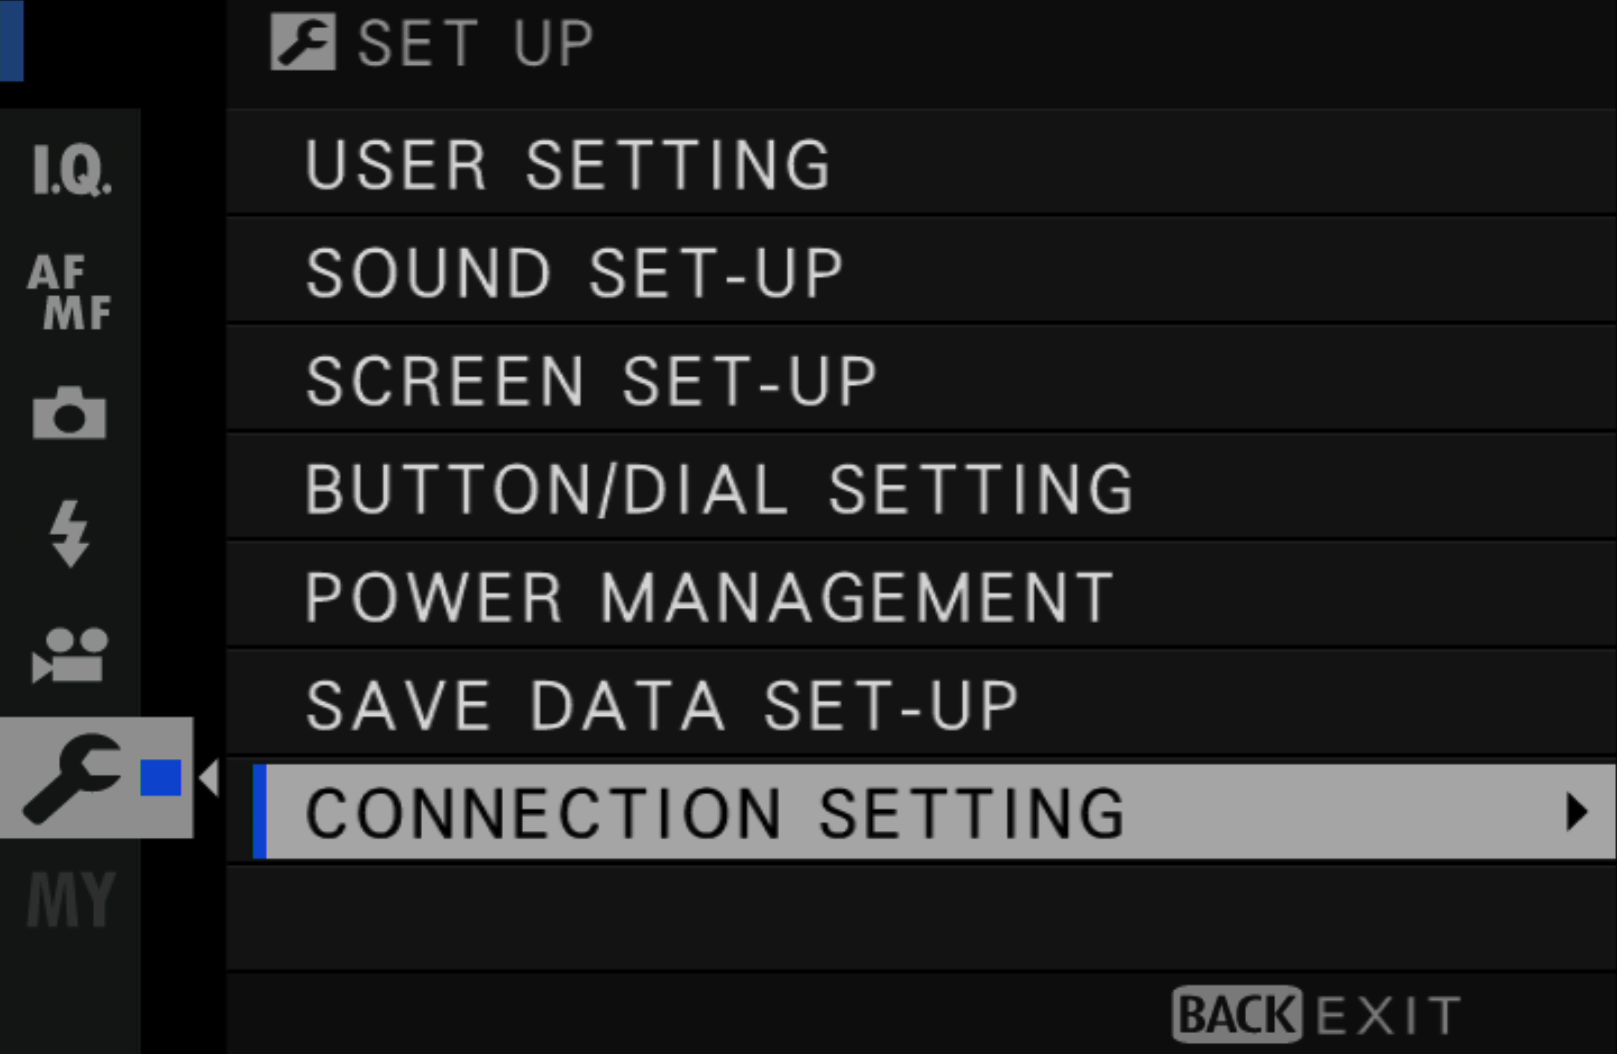 SET UP
I.Q.
AF
MF
MY
USER SETTING
SOUND SET-UP
SCREEN SET-UP
BUTTON/DIAL SETTING
POWER MANAGEMENT
SAVE DATA SET-UP
CONNECTION SETTING
BACK EXIT